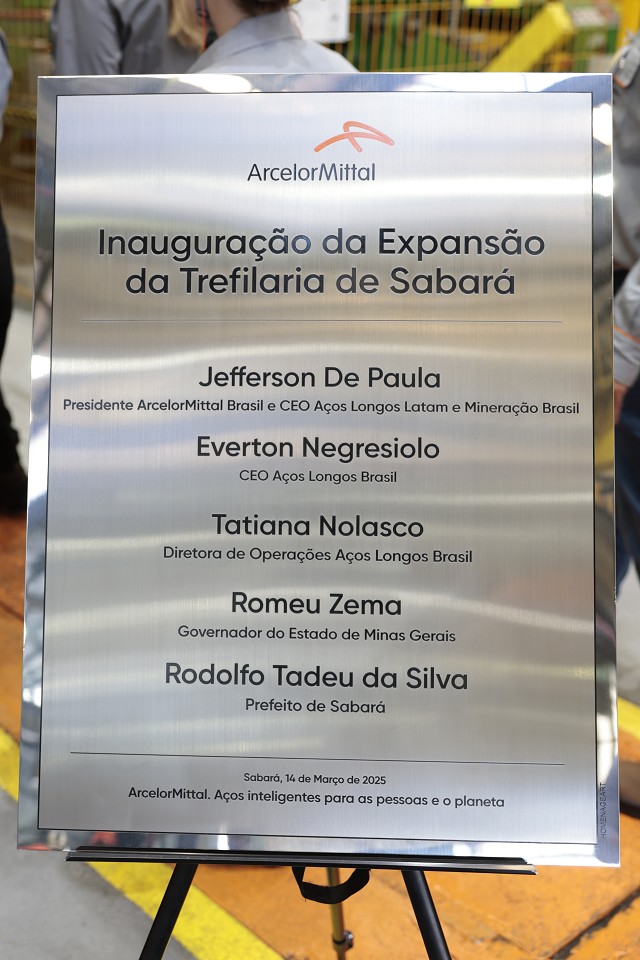 ArcelorMittal
Inauguração da Expansão
da Trefilaria de Sabará
Jefferson De Paula
Presidente ArcelorMittal Brasil e CEO Aços Longos Latam e Mineração Brasil
Everton Negresiolo
CEO Aços Longos Brasil
Tatiana Nolasco
Diretora de Operações Aços Longos Brasil
Romeu Zema
Governador do Estado de Minas Gerais
Rodolfo Tadeu da Silva
Prefeito de Sabará
Sabará, 14 de Março de 2025
ArcelorMittal. Aços inteligentes para as pessoas e o planeta
HOMENAGEART